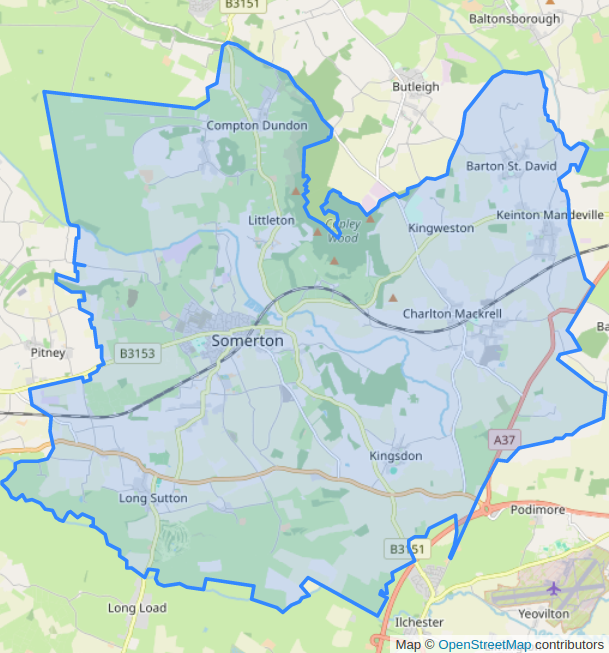 B3151
Baltonsborough
Butleigh
Compton Dundon
Barton St. David
Littleton
Copley
Wood
Keinton Mandeville
Kingweston
Charlton Mackrell
Pitney
B3153
Somerton
A37
Kingsdon
Long Sutton
Podimore
B3151
Long Load
Yeovilton
Ilchester
Map © OpenStreetMap contributors